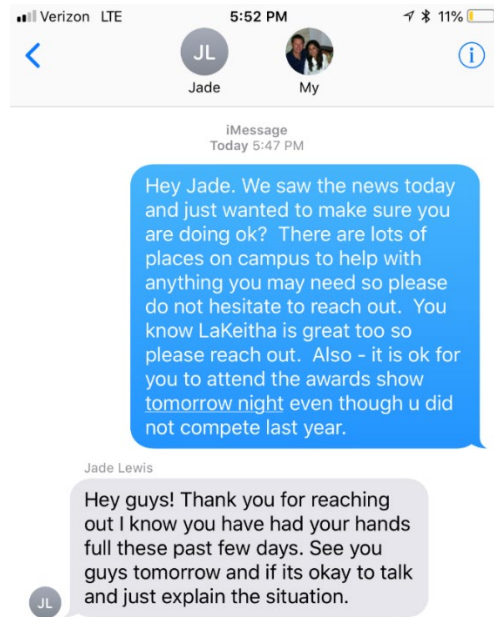 Verizon LTE 5:52 PM 11%
JL
Jade My
iMessage
Today 5:47 PM
Hey Jade. We saw the news today
and just wanted to make sure you
are doing ok? There are lots of
places on campus to help with
anything you may need so please
do not hesitate to reach out. You
know LaKeitha is great too so
please reach out. Also - it is ok for
you to attend the awards show
tomorrow night even though u did
not compete last year.
Jade Lewis
Hey guys! Thank you for reaching
out I know you have had your hands
full these past few days. See you
guys tomorrow and if its okay to talk
and just explain the situation.
JL